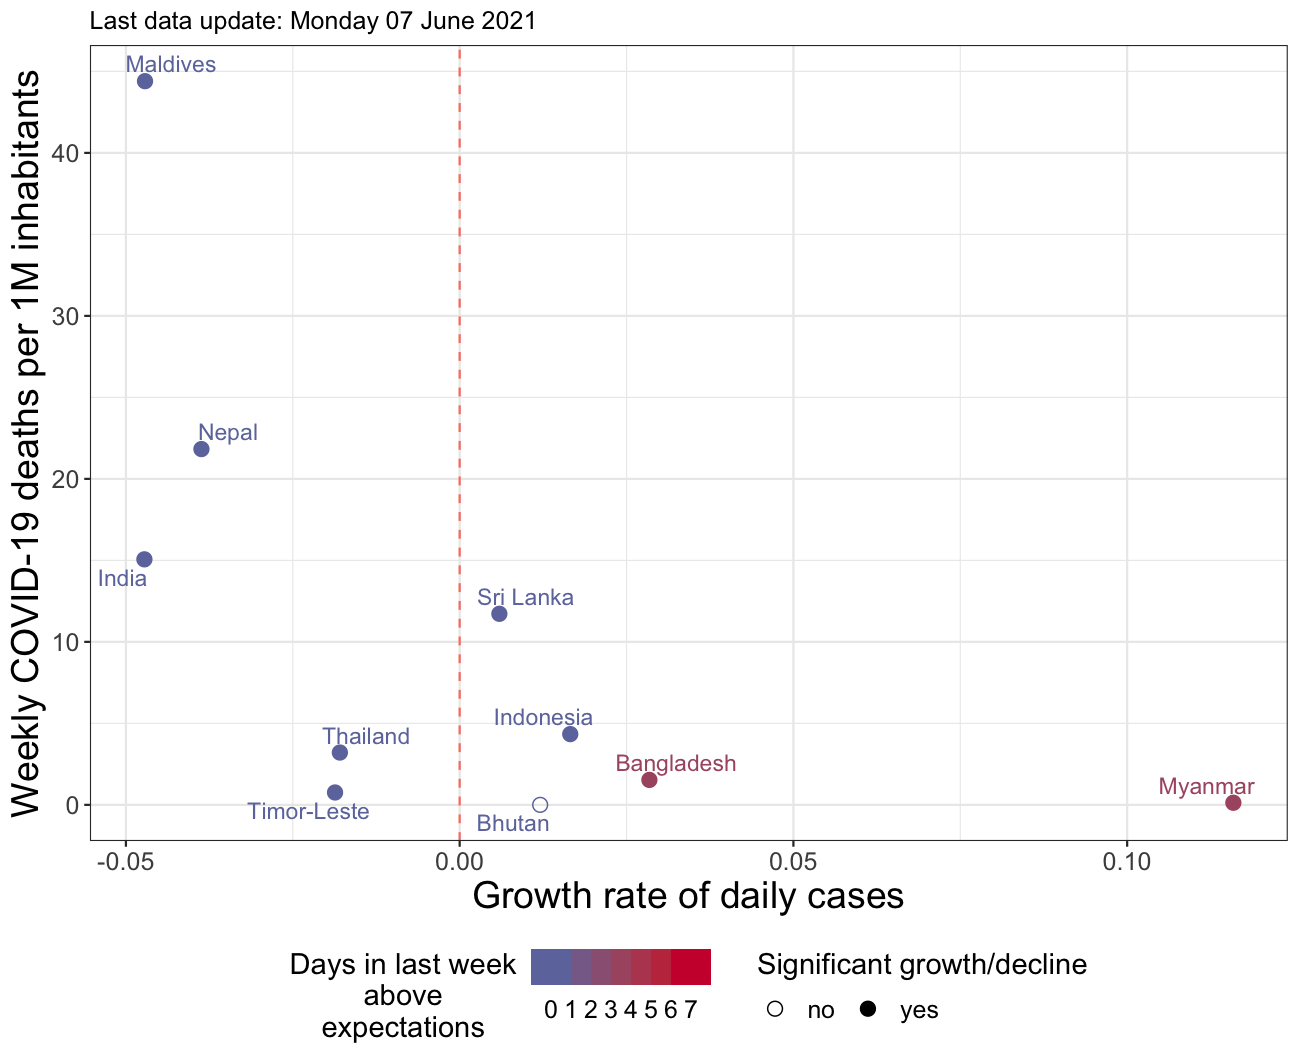 Last data update: Monday 07 June 2021
Weekly COVID-19 deaths per 1M inhabitants
40
30
20
10
0
Maldives
Nepal
India
Sri Lanka
Indonesia
Thailand
Bangladesh
Myanmar
Timor-Leste
Bhutan
-0.05
0.00
0.05
0.10
Growth rate of daily cases
Days in last week
above
expectations
0 1 2 3 4 5 6 7
Significant growth/decline
no
yes